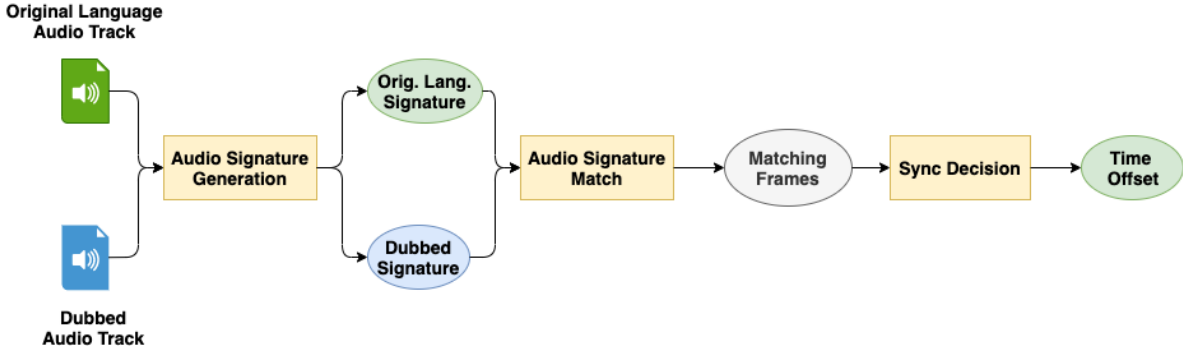 Original Language
Audio Track
Orig. Lang.
Signature
Audio Signature
Generation
Audio Signature
Match
Matching
Frames
Sync Decision
Time
Offset
Dubbed
Signature
Dubbed
Audio Track